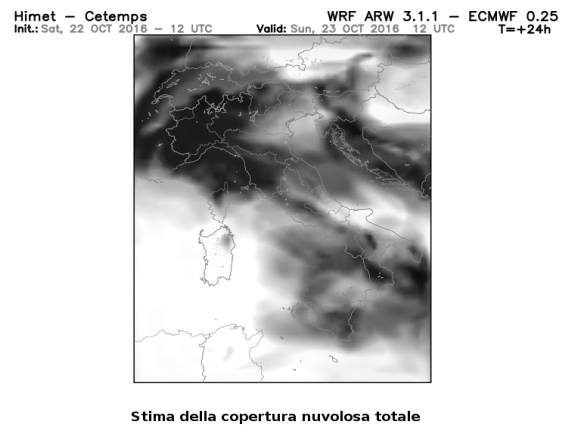 Himet – Cetemps WRF ARW 3.1.1 – ECMWF 0.25
Init.: Sat, 22 OCT 2016 – 12 UTC Valid: Sun, 23 OCT 2016 12 UTC T=+24h
Stima della copertura nuvolosa totale